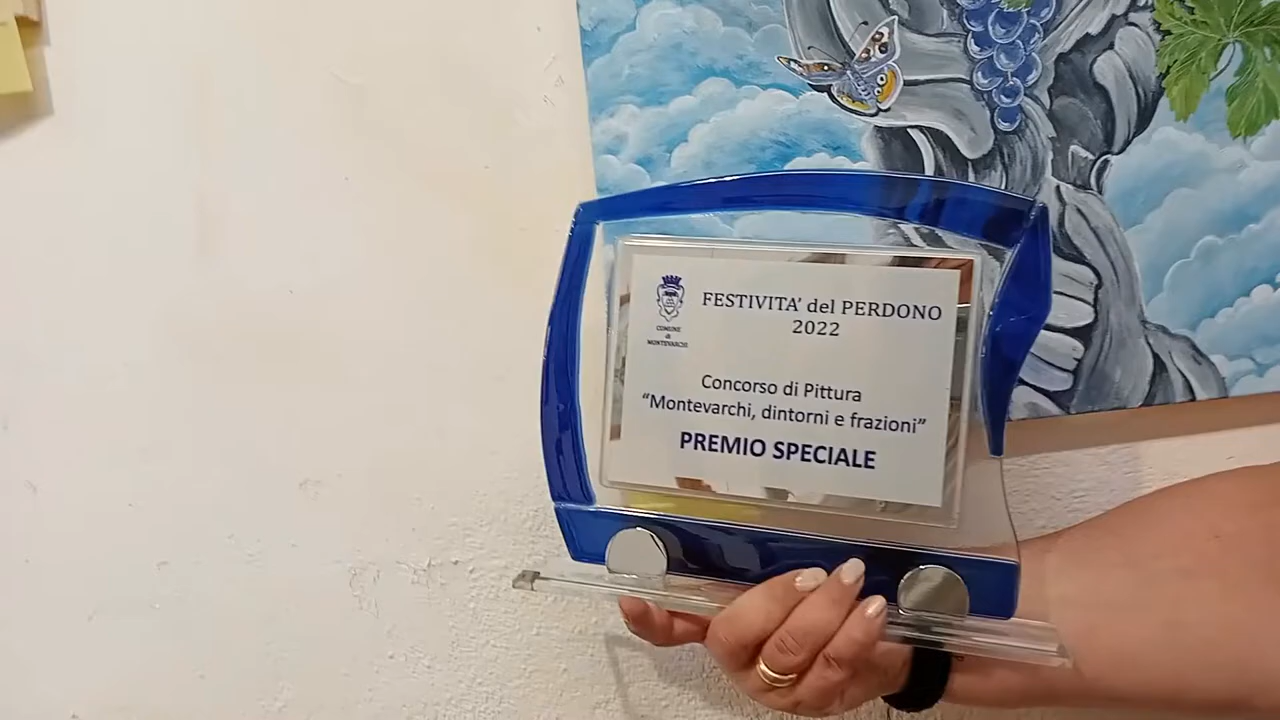 FESTIVITA' del PERDONO
2022
COMUNE
di
MONTEVARCHI
Concorso di Pittura
“Montevarchi, dintorni e frazioni”
PREMIO SPECIALE